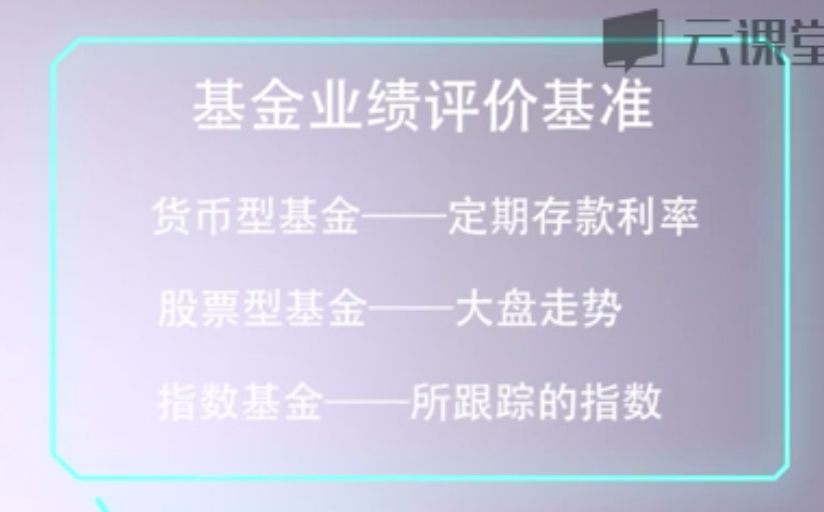 云课堂
基金业绩评价基准
货币型基金——定期存款利率
股票型基金——大盘走势
指数基金——所跟踪的指数